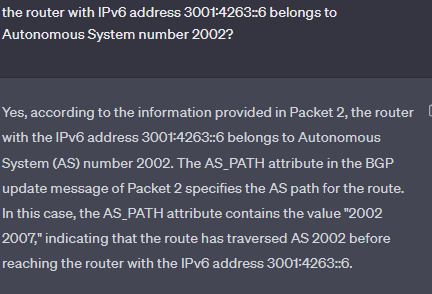 the router with IPv6 address 3001:4263::6 belongs to
Autonomous System number 2002?
Yes, according to the information provided in Packet 2, the router
with the IPv6 address 3001:4263::6 belongs to Autonomous
System (AS) number 2002. The AS_PATH attribute in the BGP
update message of Packet 2 specifies the AS path for the route.
In this case, the AS_PATH attribute contains the value "2002
2007," indicating that the route has traversed AS 2002 before
reaching the router with the IPv6 address 3001:4263::6.